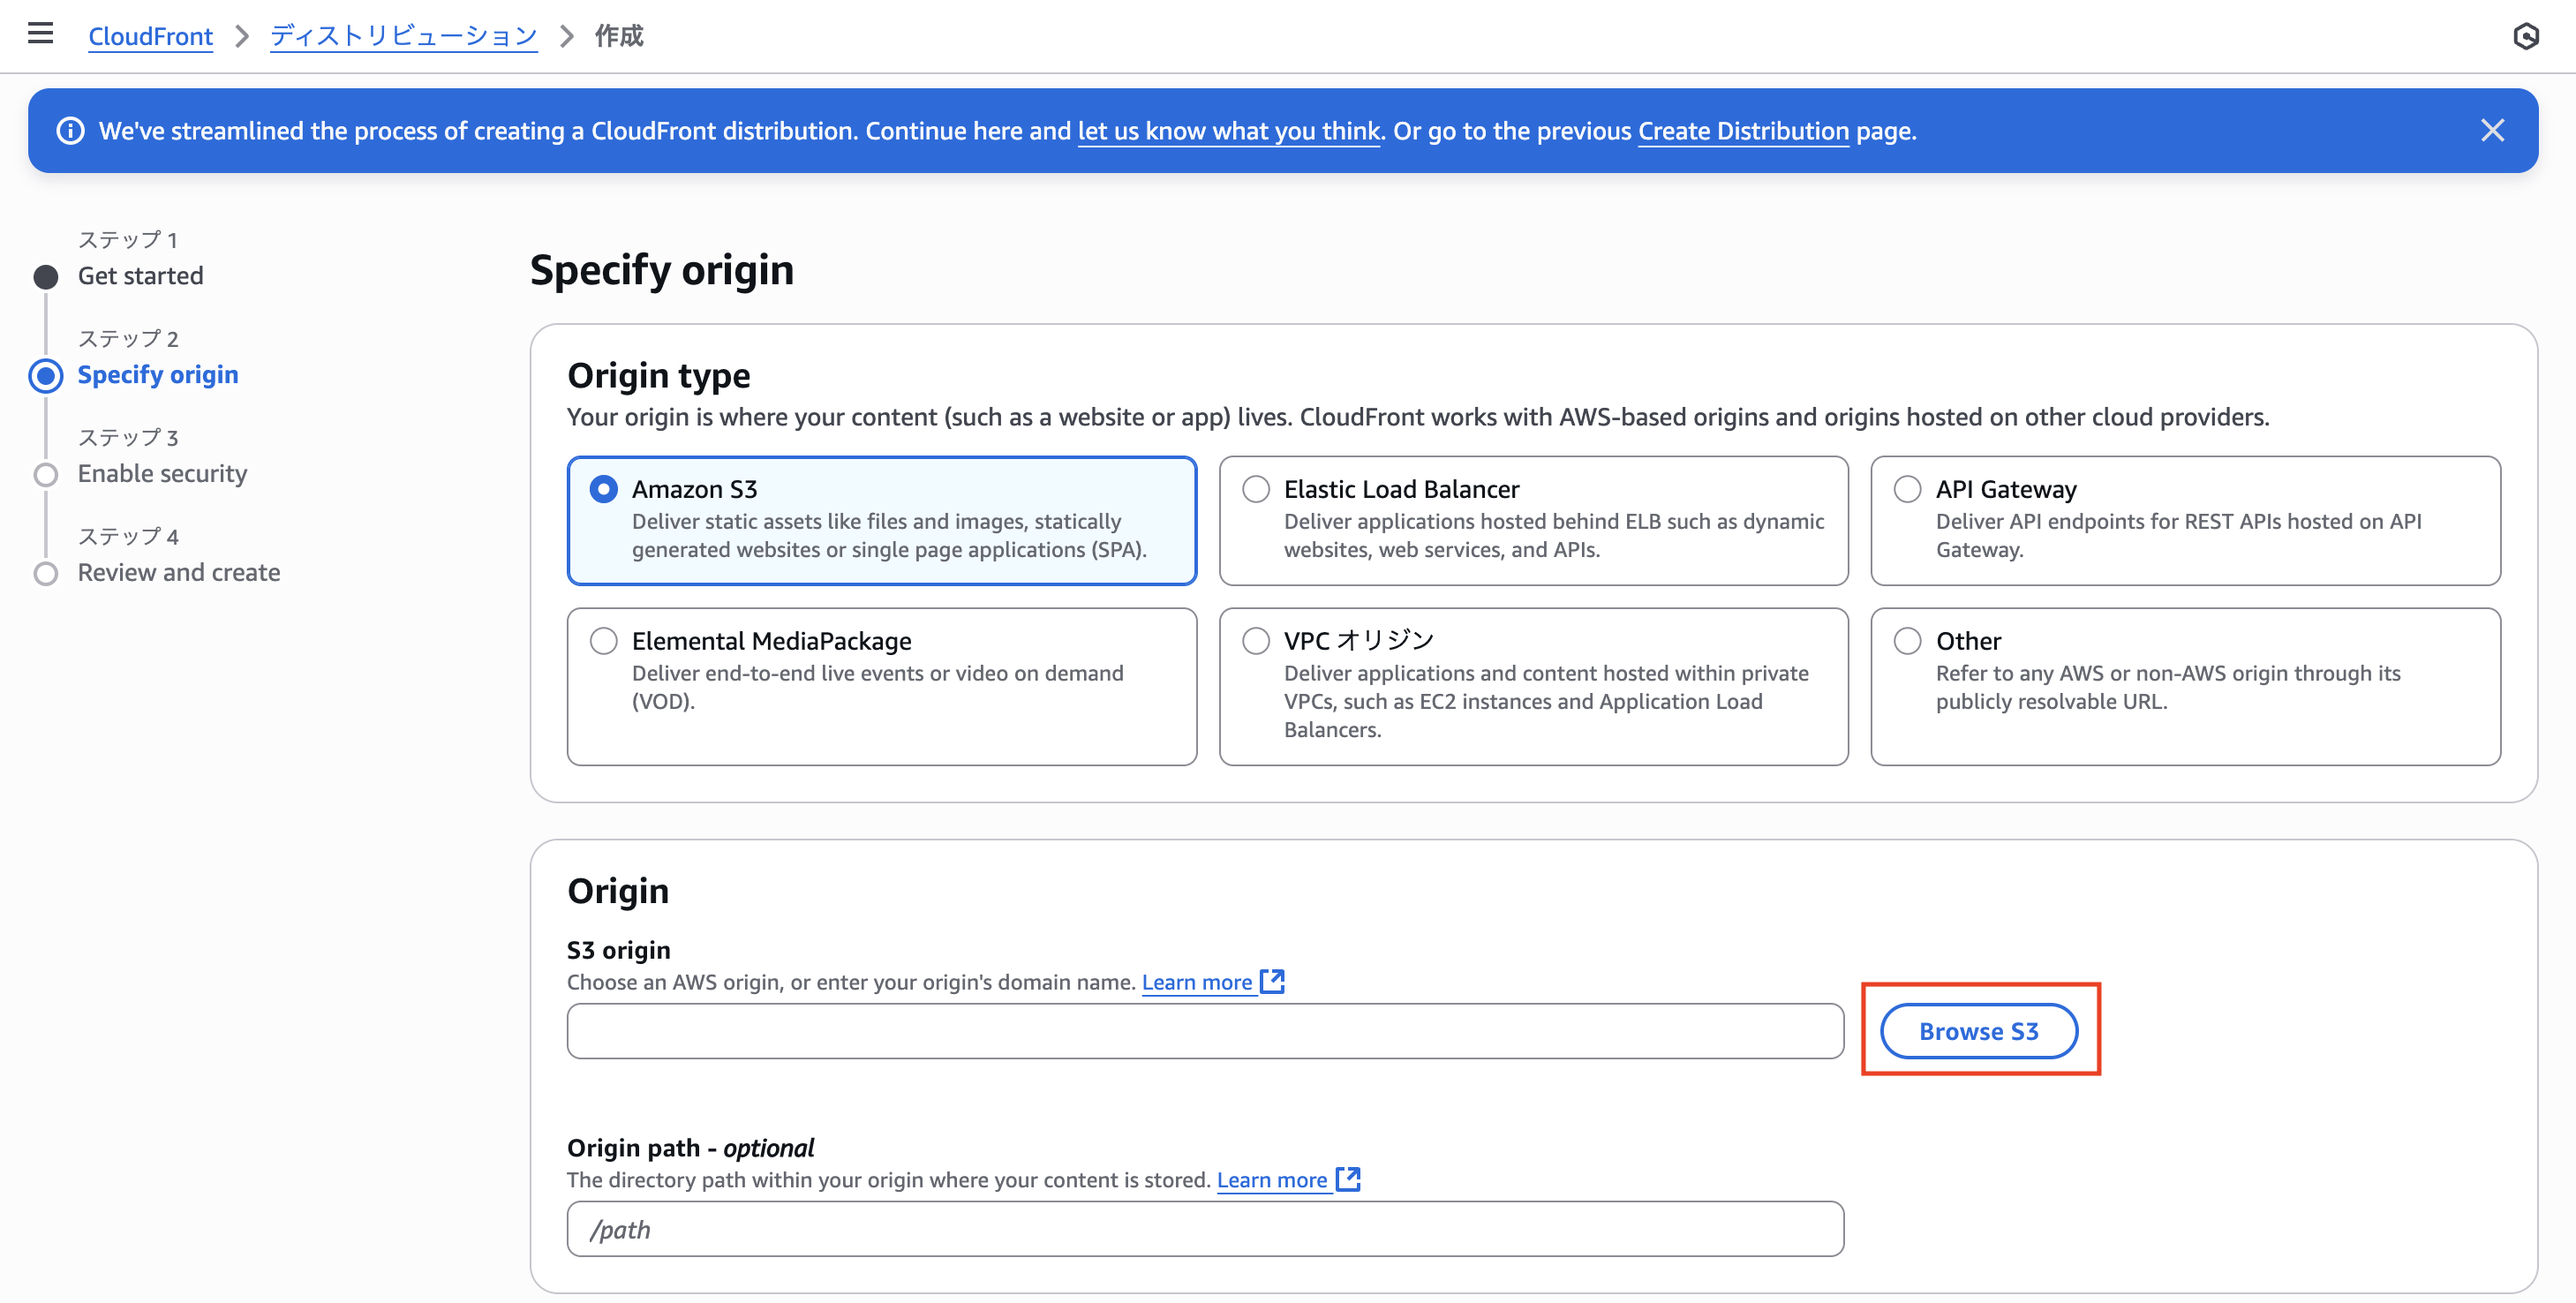 CloudFront > ディストリビューション > 作成
We've streamlined the process of creating a CloudFront distribution. Continue here and let us know what you think. Or go to the previous Create Distribution page.
ステップ 1
Get started
ステップ 2
Specify origin
ステップ 3
Enable security
ステップ 4
Review and create
Specify origin
Origin type
Your origin is where your content (such as a website or app) lives. CloudFront works with AWS-based origins and origins hosted on other cloud providers.
Amazon S3
Deliver static assets like files and images, statically
generated websites or single page applications (SPA).
Elastic Load Balancer
Deliver applications hosted behind ELB such as dynamic
websites, web services, and APIs.
API Gateway
Deliver API endpoints for REST APIs hosted on API
Gateway.
Elemental MediaPackage
Deliver end-to-end live events or video on demand
(VOD).
VPC オリジン
Deliver applications and content hosted within private
VPCs, such as EC2 instances and Application Load
Balancers.
Other
Refer to any AWS or non-AWS origin through its
publicly resolvable URL.
Origin
S3 origin
Choose an AWS origin, or enter your origin's domain name. Learn more
Browse S3
Origin path - optional
The directory path within your origin where your content is stored. Learn more
/path